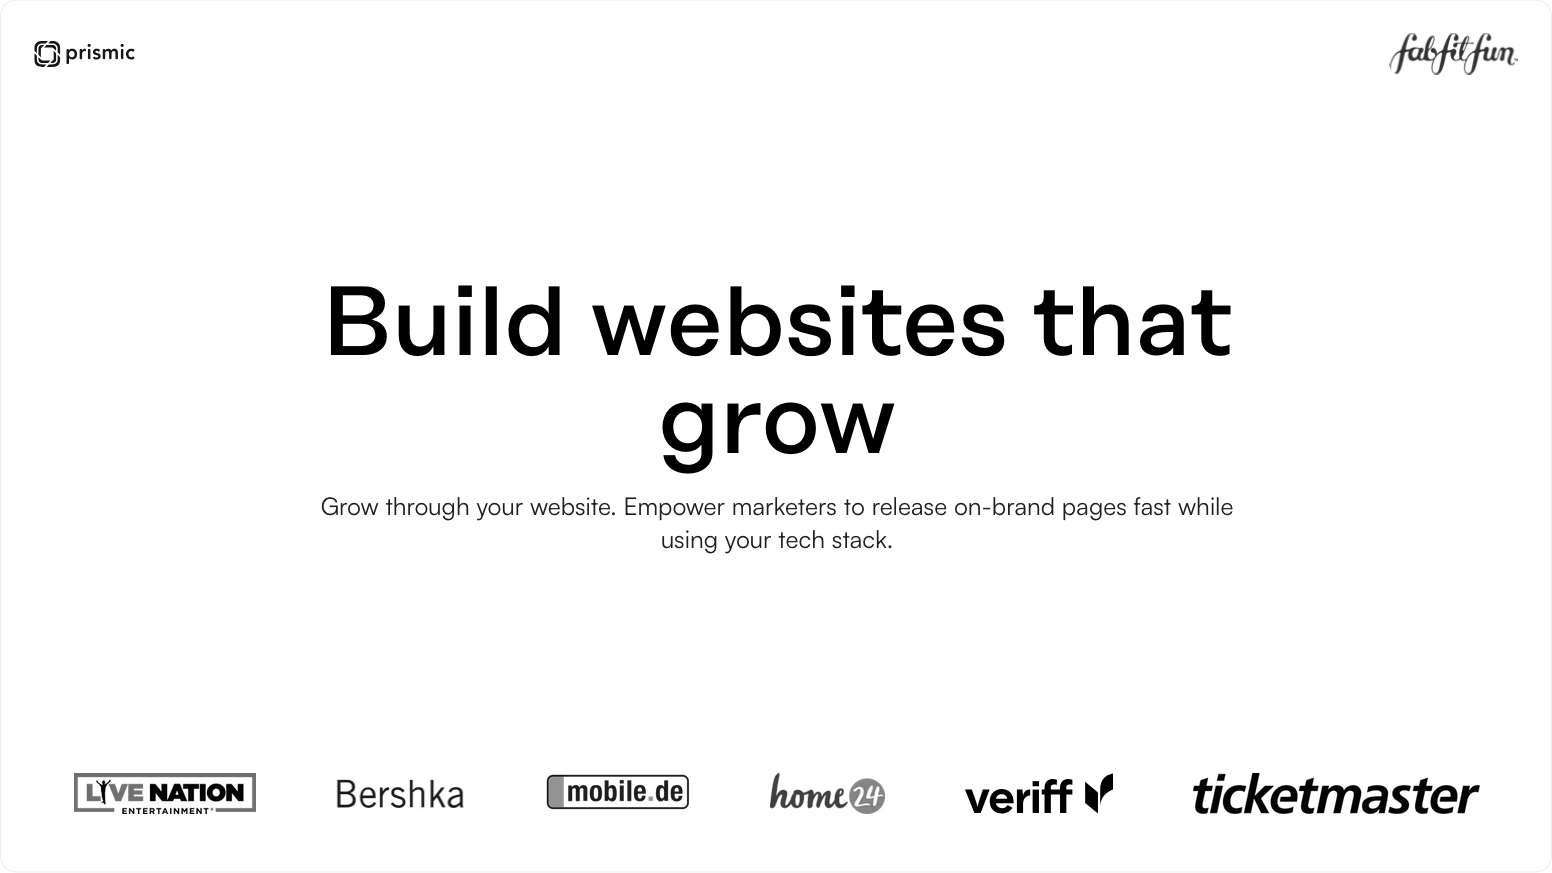 prismic
fabfitfun
Build websites that
grow
Grow through your website. Empower marketers to release on-brand pages fast while
using your tech stack.
LIVE NATION
ENTERTAINMENT
Bershka
mobile.de
home24
veriff
ticketmaster